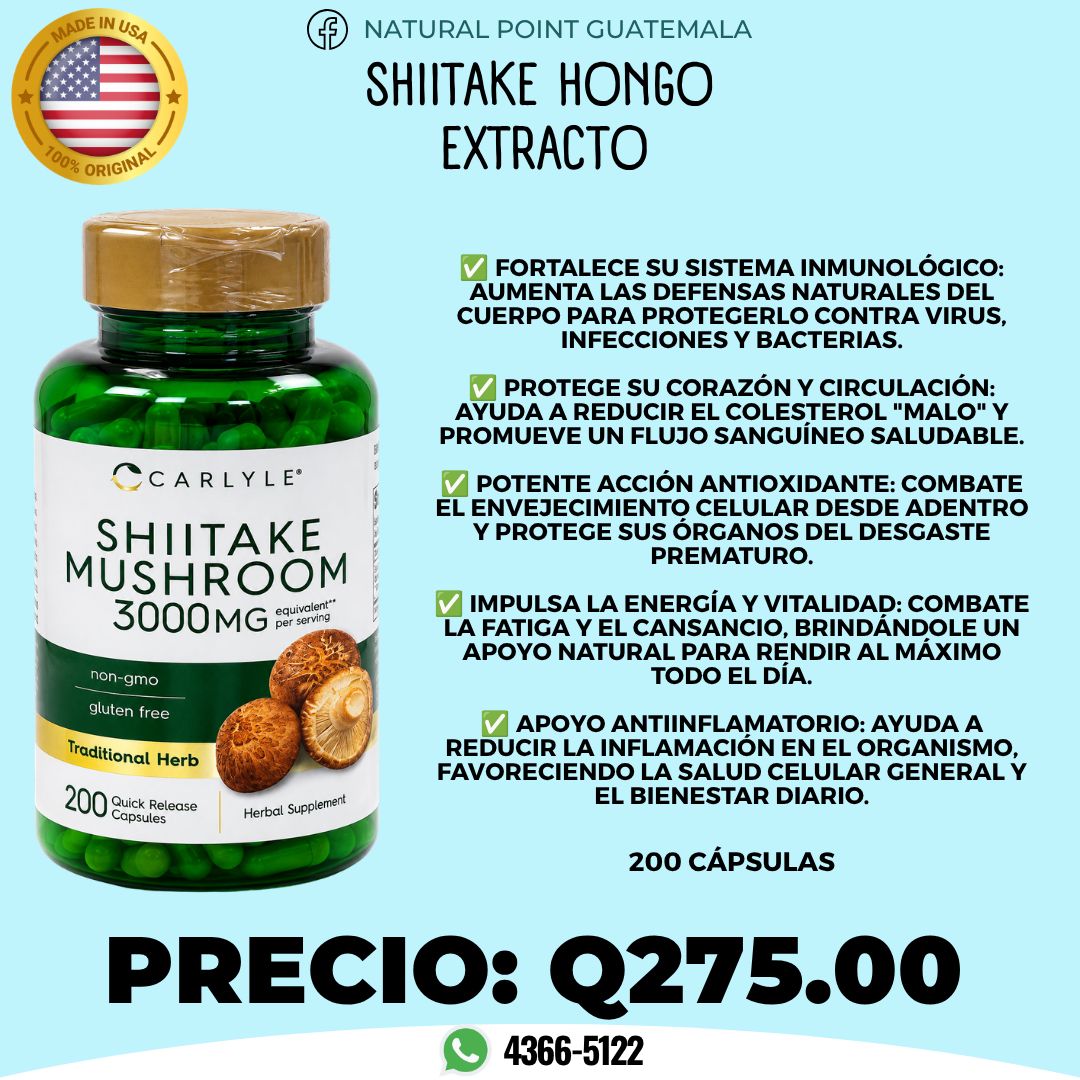 MADE IN USA
100% ORIGINAL
NATURAL POINT GUATEMALA
SHIITAKE HONGO
EXTRACTO
CARLYLE®
SHIITAKE
MUSHROOM
3000MG equivalent** per serving
non-gmo
gluten free
Traditional Herb
200 Quick Release Capsules
Herbal Supplement
✅ FORTALECE SU SISTEMA INMUNOLÓGICO:
AUMENTA LAS DEFENSAS NATURALES DEL
CUERPO PARA PROTEGERLO CONTRA VIRUS,
INFECCIONES Y BACTERIAS.
✅ PROTEGE SU CORAZÓN Y CIRCULACIÓN:
AYUDA A REDUCIR EL COLESTEROL "MALO" Y
PROMUEVE UN FLUJO SANGUÍNEO SALUDABLE.
✅ POTENTE ACCIÓN ANTIOXIDANTE: COMBATE
EL ENVEJECIMIENTO CELULAR DESDE ADENTRO
Y PROTEGE SUS ÓRGANOS DEL DESGASTE
PREMATURO.
✅ IMPULSA LA ENERGÍA Y VITALIDAD: COMBATE
LA FATIGA Y EL CANSANCIO, BRINDÁNDOLE UN
APOYO NATURAL PARA RENDIR AL MÁXIMO
TODO EL DÍA.
✅ APOYO ANTIINFLAMATORIO: AYUDA A
REDUCIR LA INFLAMACIÓN EN EL ORGANISMO,
FAVORECIENDO LA SALUD CELULAR GENERAL Y
EL BIENESTAR DIARIO.
200 CÁPSULAS
PRECIO: Q275.00
4366-5122